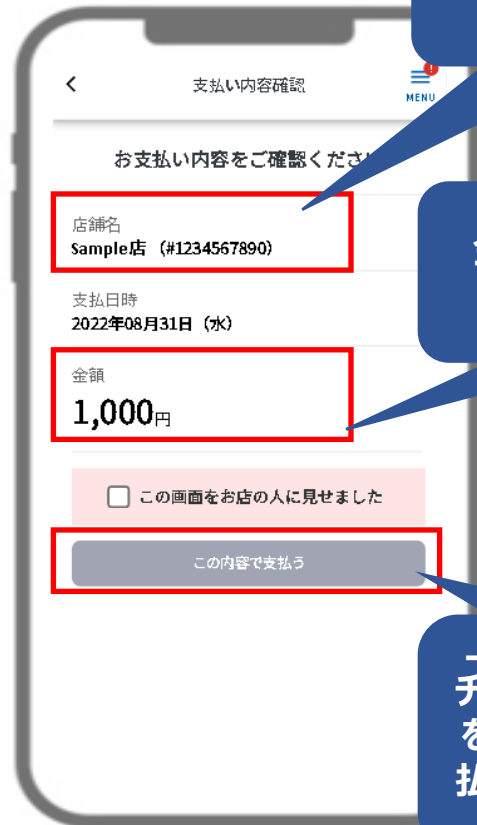 支払い内容確認
MENU
お支払い内容をご確認くださ
店舗名
Sample店 (#1234567890)
支払日時
2022年08月31日 (水)
金額
1,000円
この画面をお店の人に見せました
この内容で支払う
チ
を
払